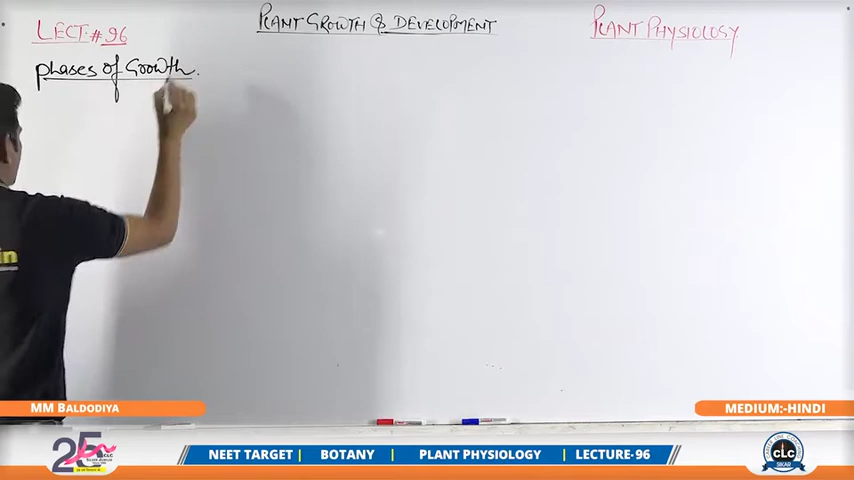 LECT. # 96
PLANT GROWTH & DEVELOPMENT
PLANT PHYSIOLOGY
phases of Growth.
in
MM BALDODIYA
MEDIUM:-HINDI
25
NEET TARGET | BOTANY | PLANT PHYSIOLOGY | LECTURE-96
CLC
SIKAR